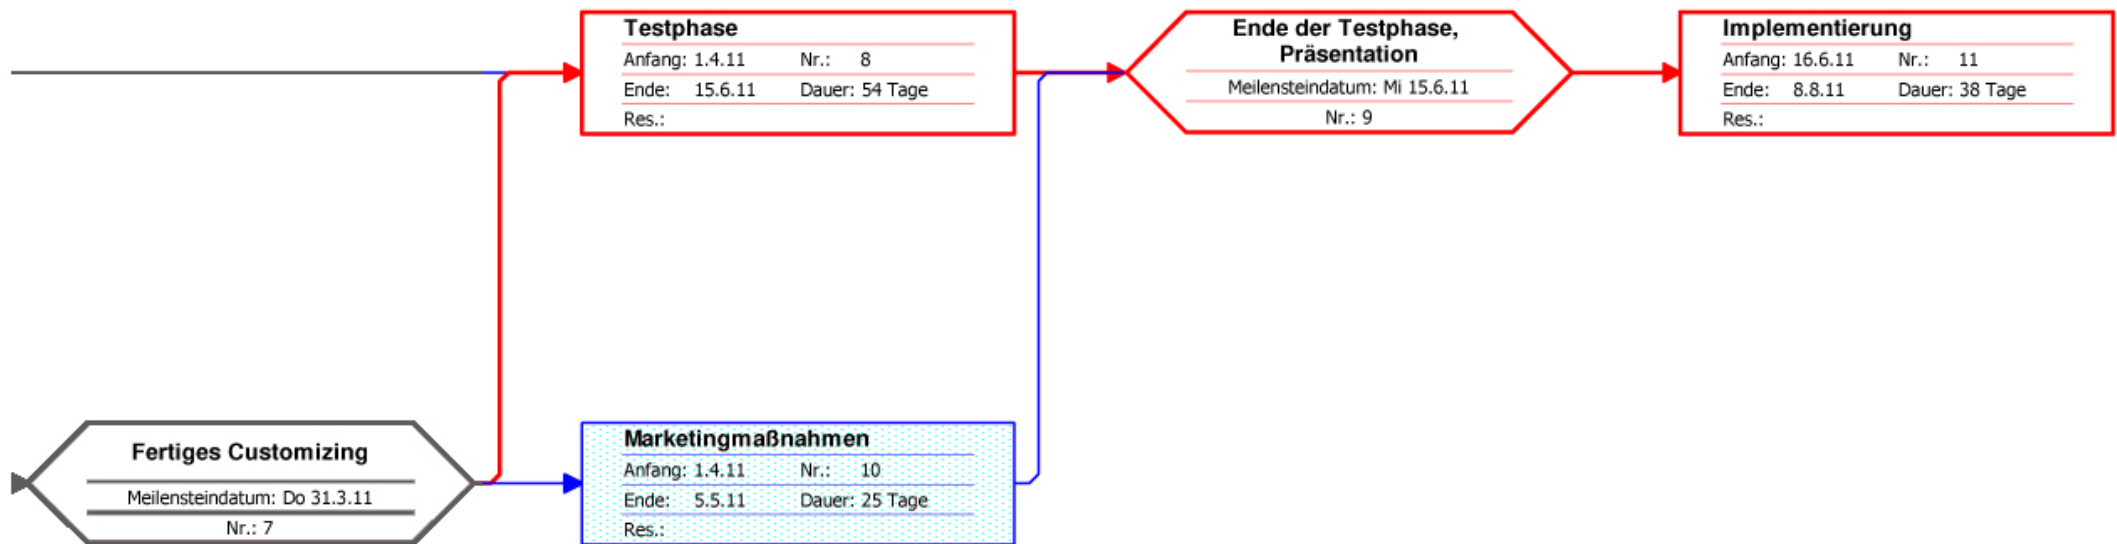 Testphase
Anfang: 1.4.11 Nr.: 8
Ende: 15.6.11 Dauer: 54 Tage
Res.:
Ende der Testphase,
Präsentation
Meilensteindatum: Mi 15.6.11
Nr.: 9
Implementierung
Anfang: 16.6.11 Nr.: 11
Ende: 8.8.11 Dauer: 38 Tage
Res.:
Fertiges Customizing
Meilensteindatum: Do 31.3.11
Nr.: 7
Marketingmaßnahmen
Anfang: 1.4.11 Nr.: 10
Ende: 5.5.11 Dauer: 25 Tage
Res.: